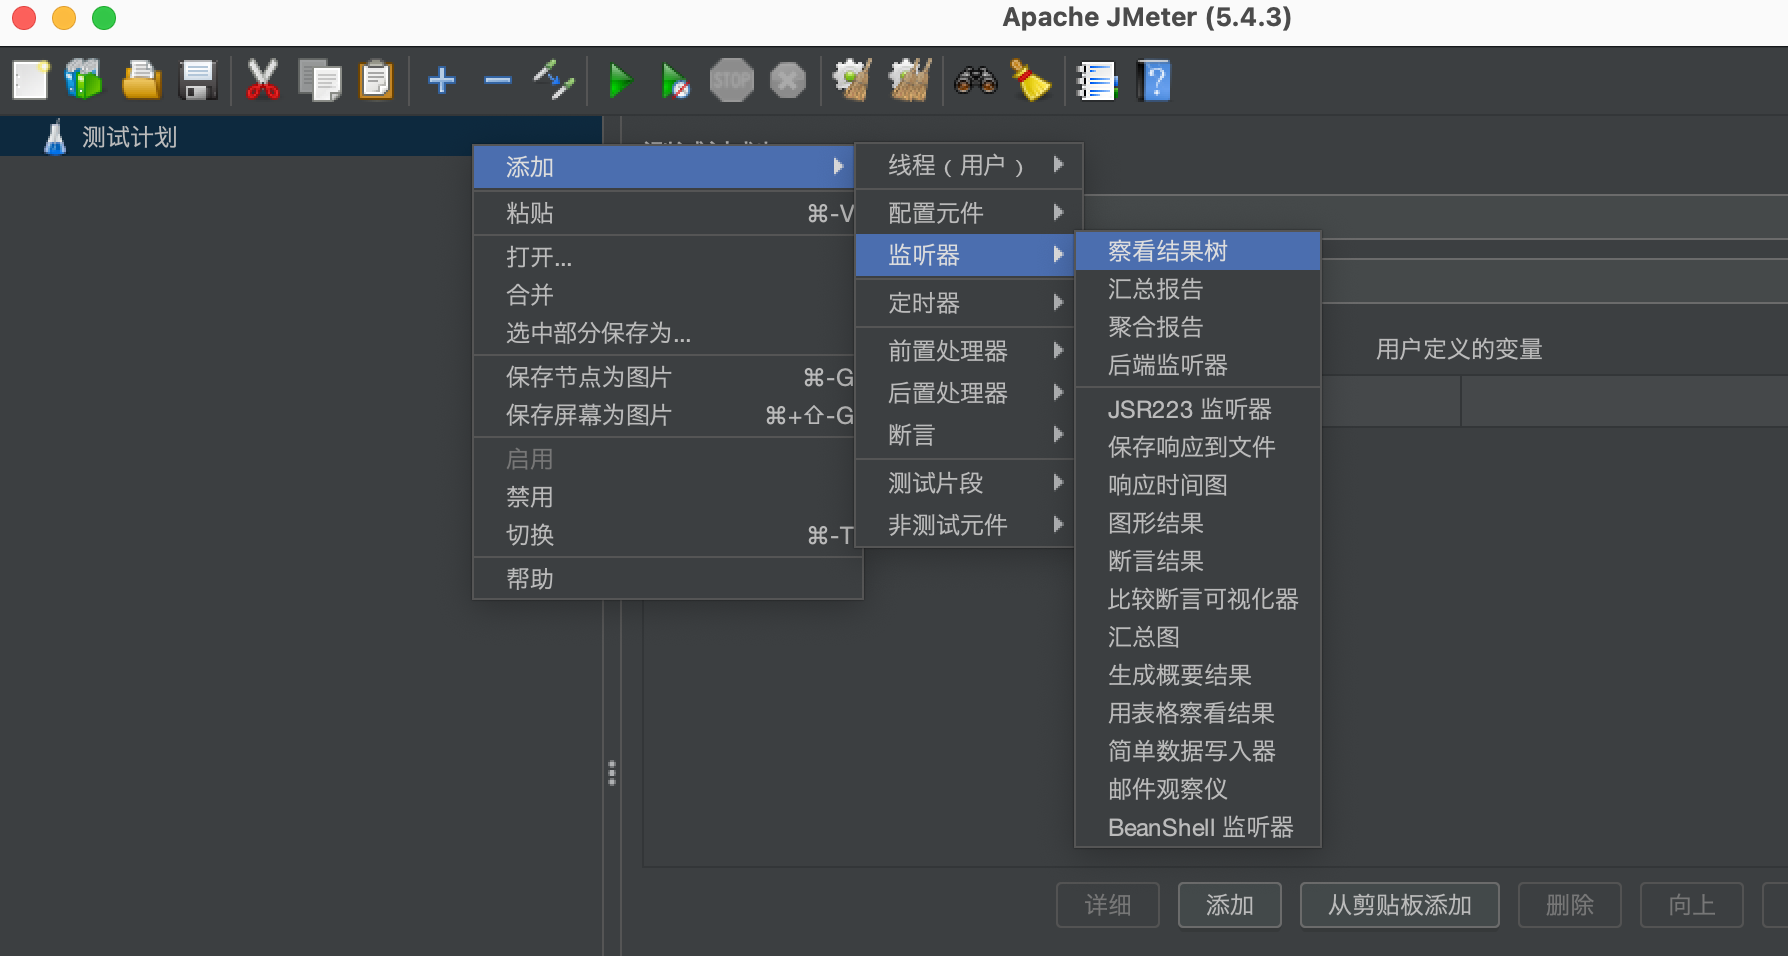 Apache JMeter (5.4.3)
STOP
测试计划
添加
粘贴 ⌘-V
打开...
合并
选中部分保存为...
保存节点为图片 ⌘-G
保存屏幕为图片 ⌘+⇧-G
启用
禁用
切换 ⌘-T
帮助
线程（用户）
配置元件
监听器
定时器
前置处理器
后置处理器
断言
测试片段
非测试元件
察看结果树
汇总报告
聚合报告
后端监听器
JSR223 监听器
保存响应到文件
响应时间图
图形结果
断言结果
比较断言可视化器
汇总图
生成概要结果
用表格察看结果
简单数据写入器
邮件观察仪
BeanShell 监听器
用户定义的变量
详细 添加 从剪贴板添加 删除 向上